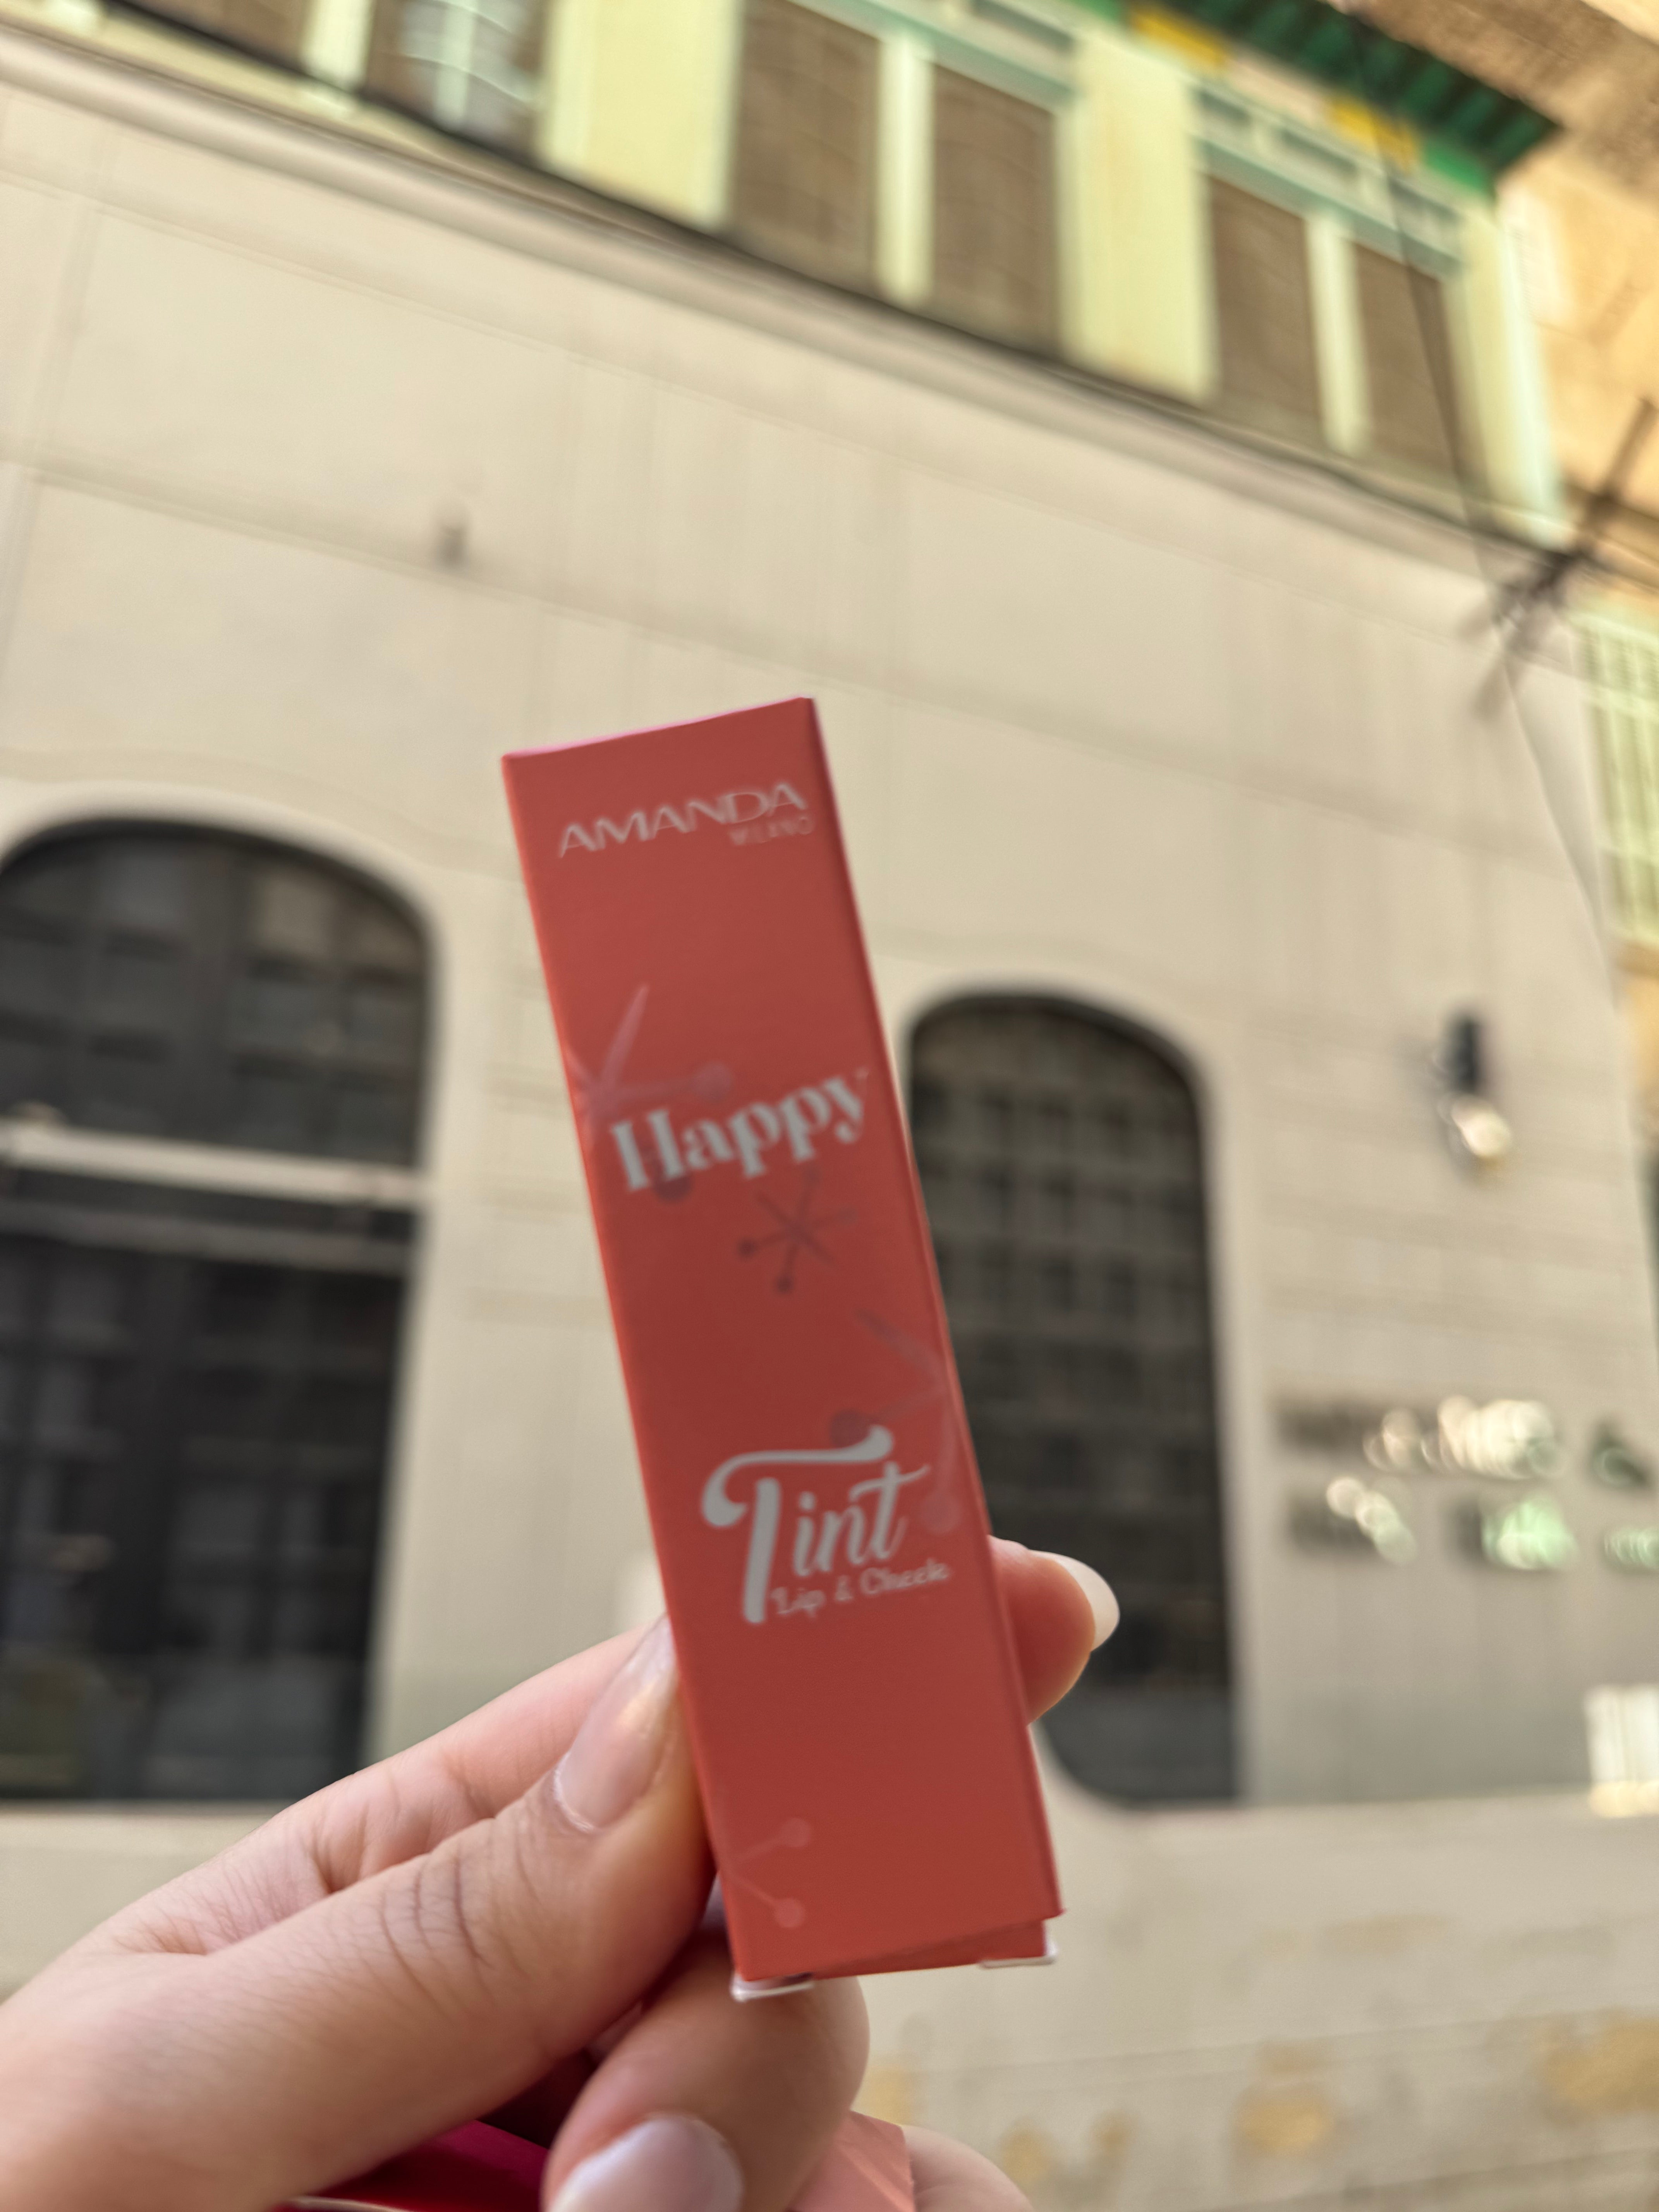 AMANDA
MILANO
Happy
Tint
Lip & Cheek